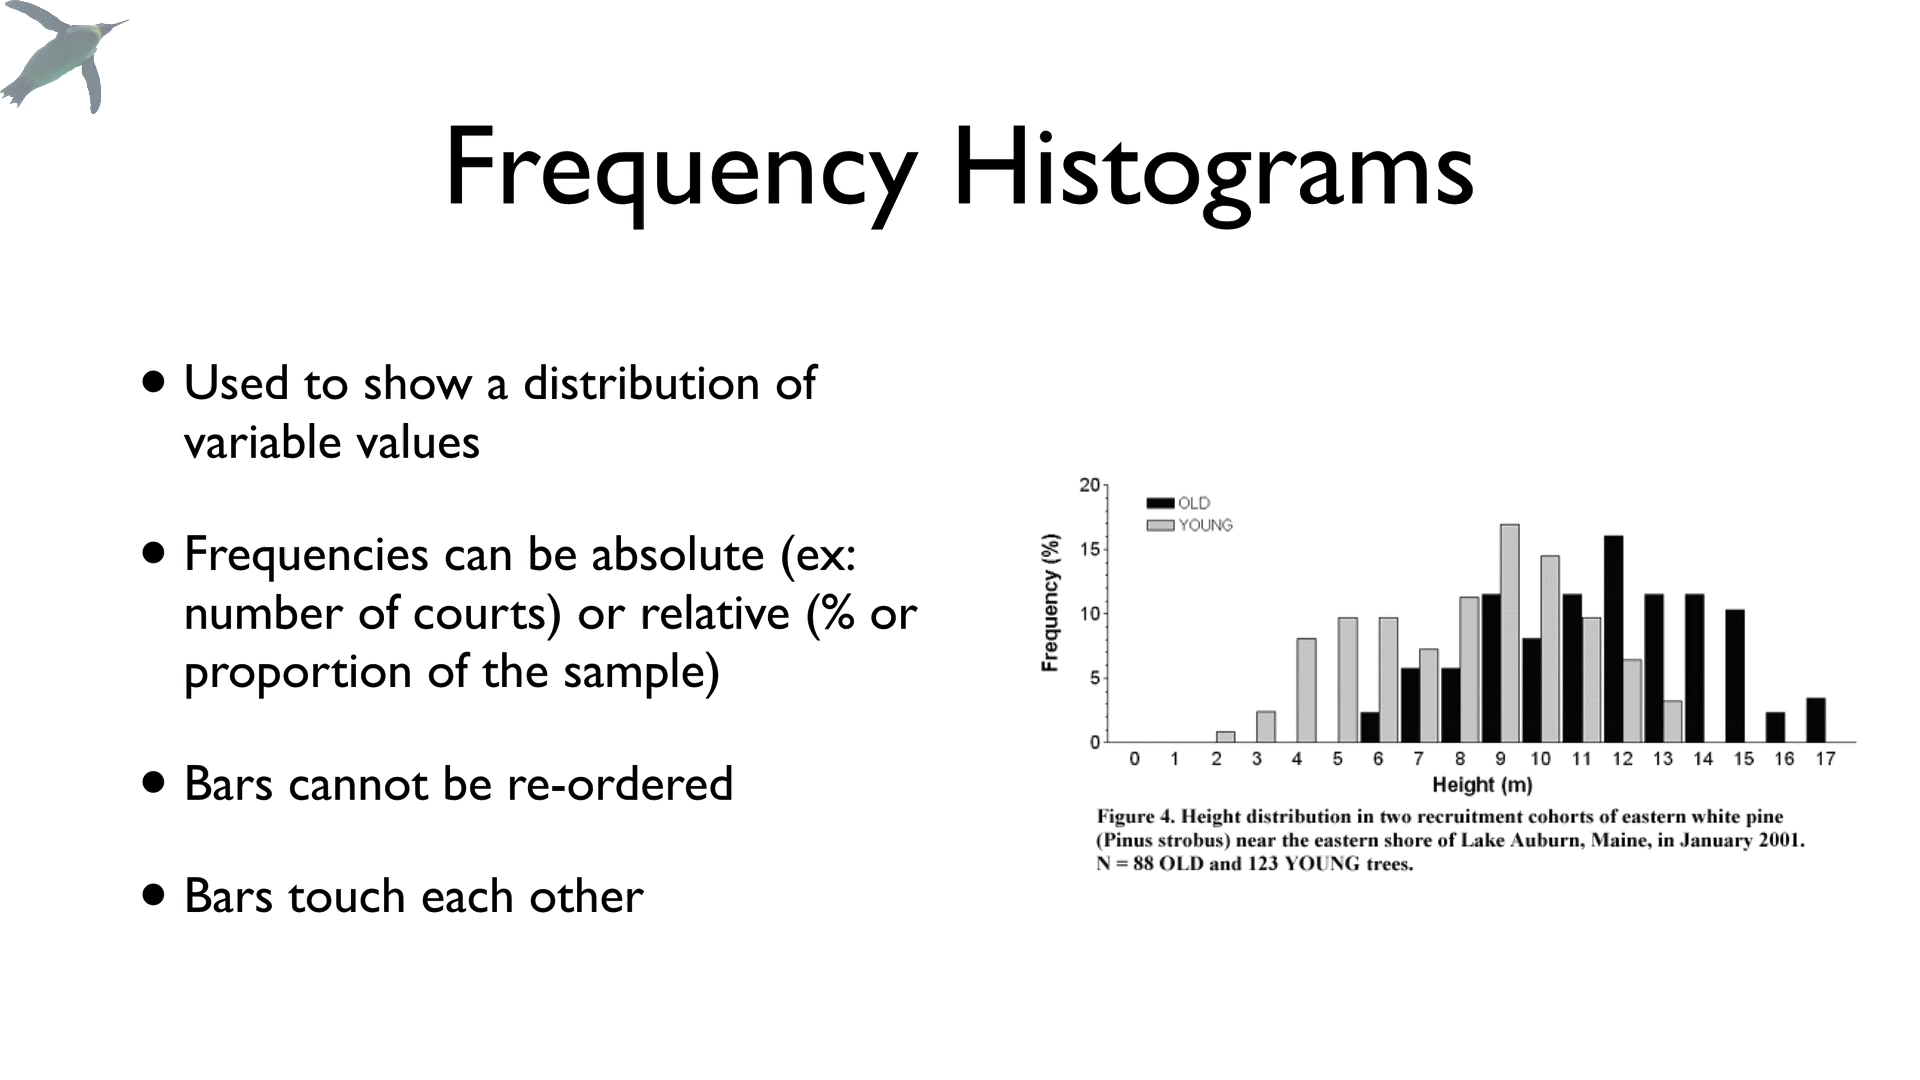 Frequency Histograms
• Used to show a distribution of
variable values
• Frequencies can be absolute (ex:
number of courts) or relative (% or
proportion of the sample)
• Bars cannot be re-ordered
• Bars touch each other
20
15
10
5
0
Frequency (%)
OLD
YOUNG
0 1 2 3 4 5 6 7 8 9 10 11 12 13 14 15 16 17
Height (m)
Figure 4. Height distribution in two recruitment cohorts of eastern white pine
(Pinus strobus) near the eastern shore of Lake Auburn, Maine, in January 2001.
N = 88 OLD and 123 YOUNG trees.